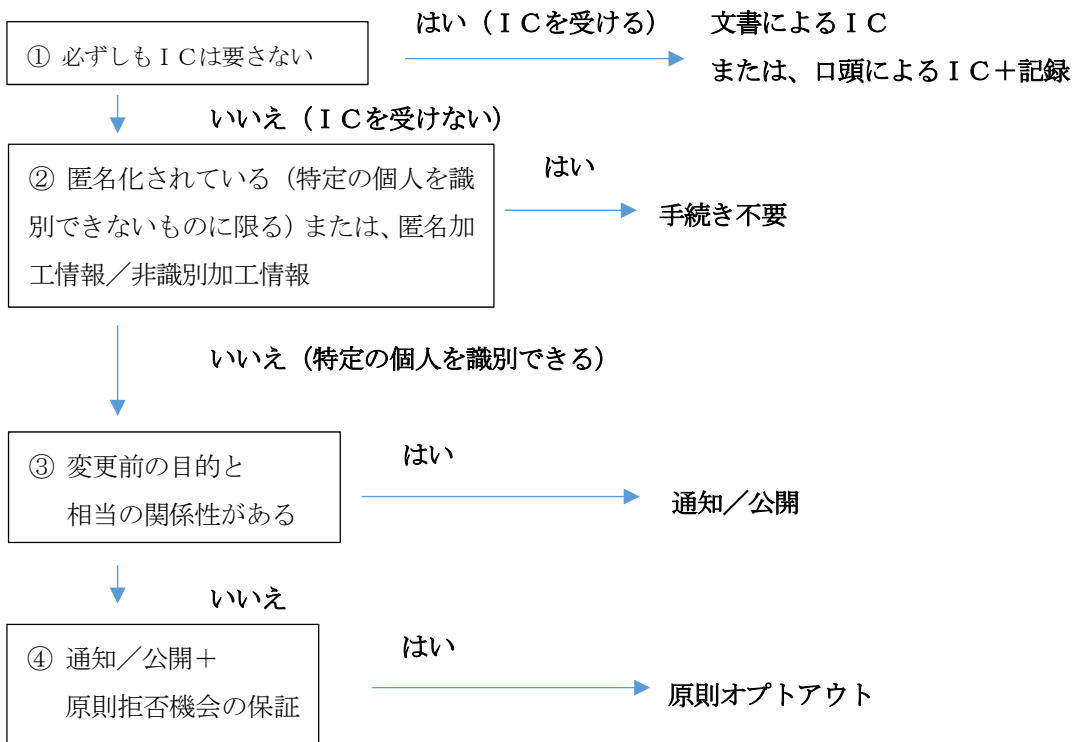 はい（ＩＣを受ける）
文書によるＩＣ
① 必ずしもＩＣは要さない
または、口頭によるＩＣ＋記録
いいえ（ＩＣを受けない）
② 匿名化されている（特定の個人を識
別できないものに限る）または、匿名加
工情報／非識別加工情報
はい
手続き不要
いいえ（特定の個人を識別できる）
③ 変更前の目的と
相当の関係性がある
はい
通知／公開
いいえ
④ 通知／公開＋
原則拒否機会の保証
はい
原則オプトアウト